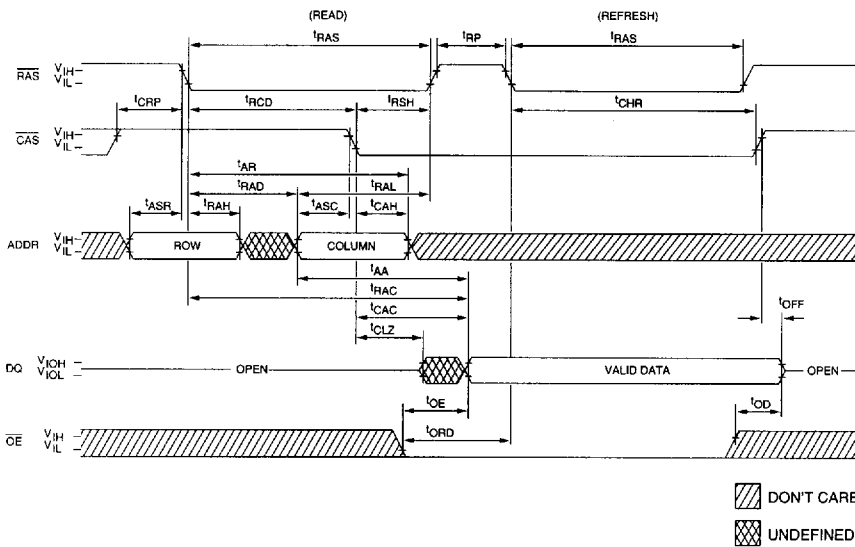 (READ) (REFRESH)
tRAS tRP tRAS
RAS VIH VIL
tCRP tRCD tRSH tCHR
CAS VIH VIL
tAR
tRAD tRAL
tASR tRAH tASC tCAH
ADDR VIH VIL ROW COLUMN
tAA
tRAC
tCAC tOFF
tCLZ
DQ VIOH VIOL OPEN VALID DATA OPEN
tOE tOD
tORD
OE VIH VIL
DON'T CARE
UNDEFINED